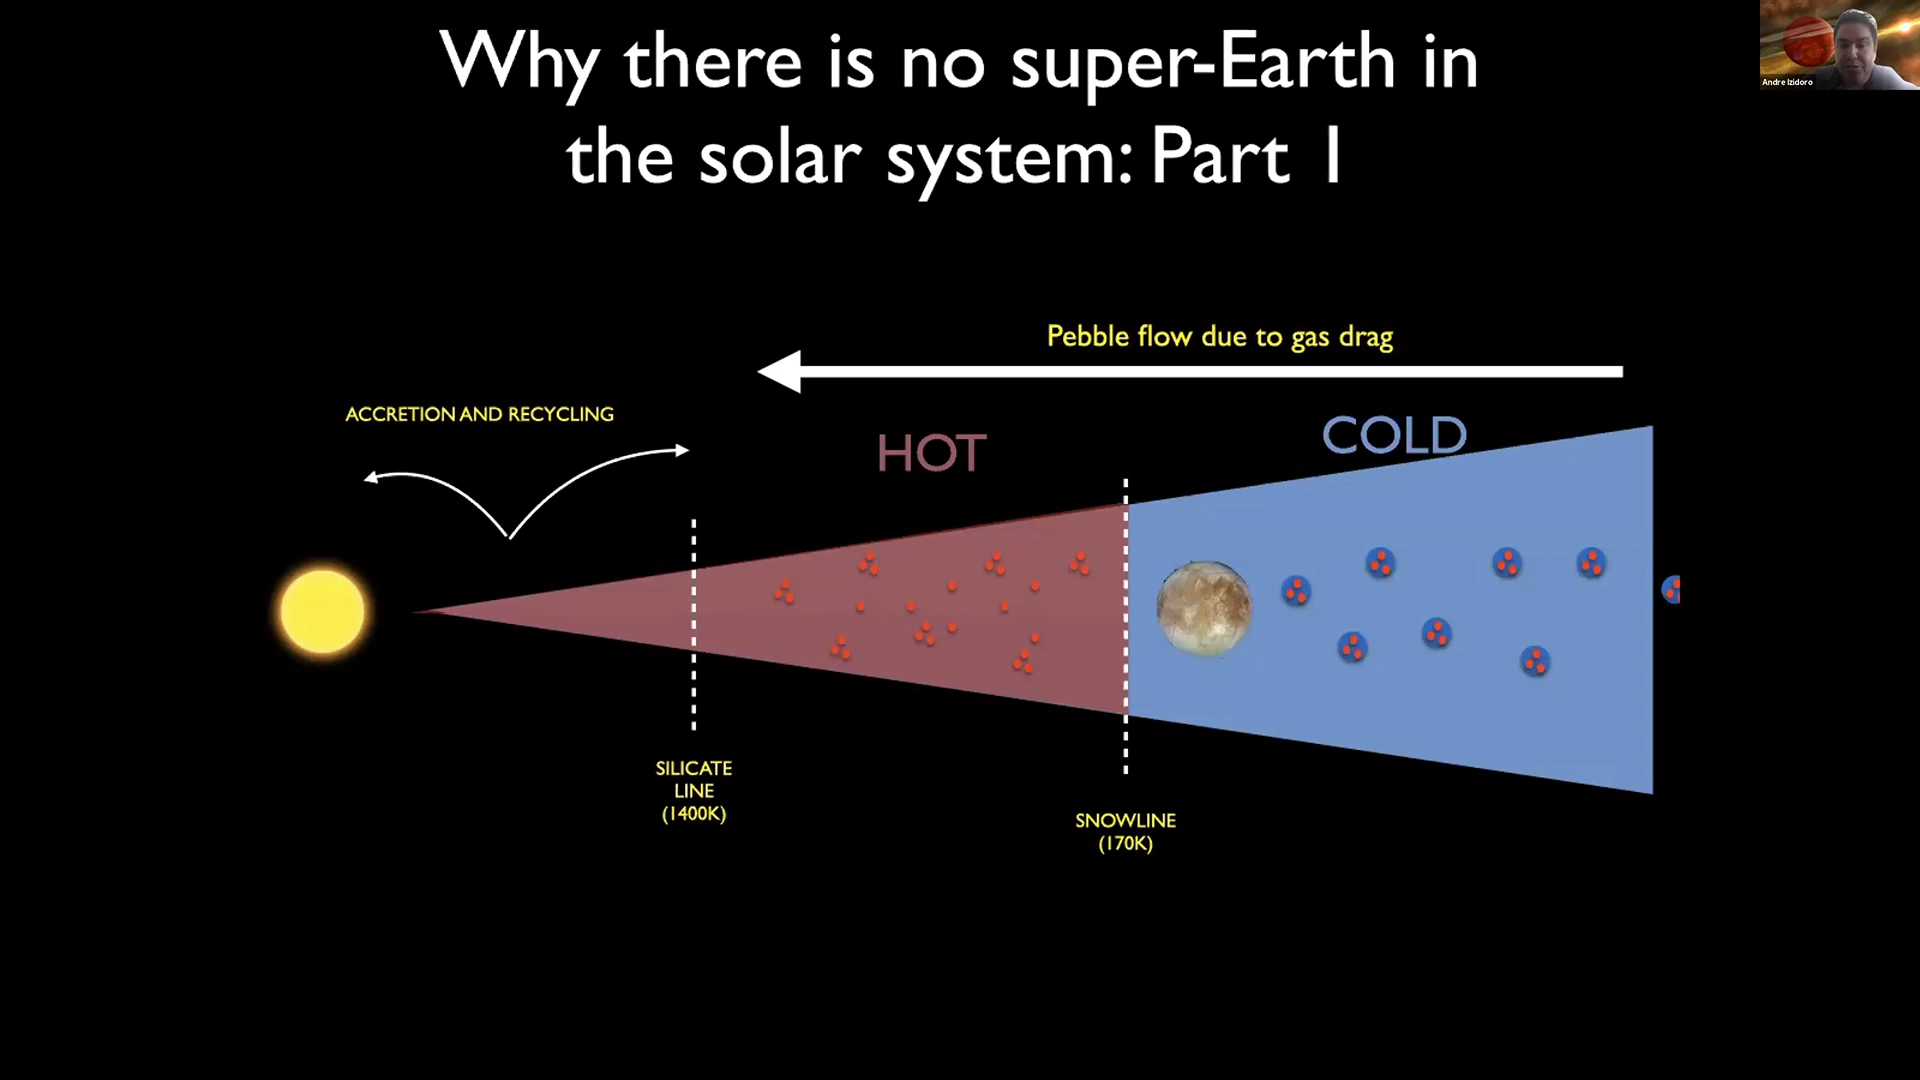 Why there is no super-Earth in
the solar system: Part 1
Andre Izidoro
Pebble flow due to gas drag
ACCRETION AND RECYCLING
HOT
COLD
SILICATE
LINE
(1400K)
SNOWLINE
(170K)